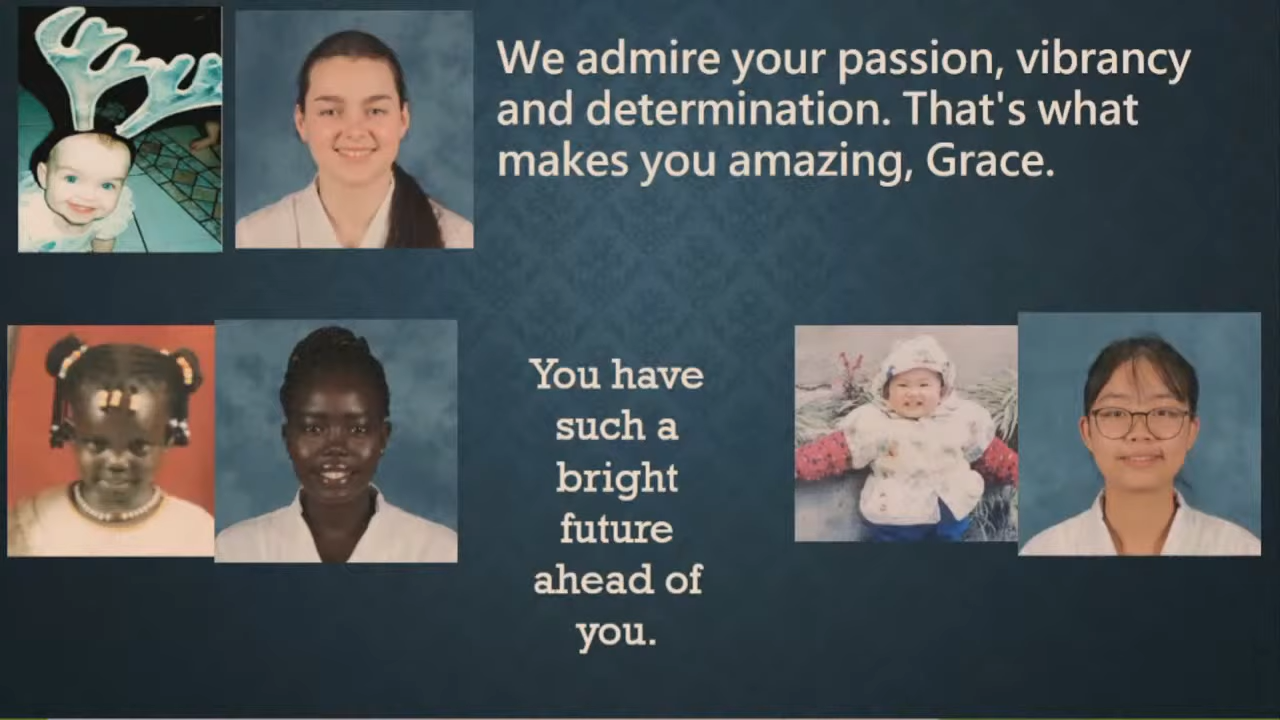 We admire your passion, vibrancy
and determination. That's what
makes you amazing, Grace.
You have
such a
bright
future
ahead of
you.